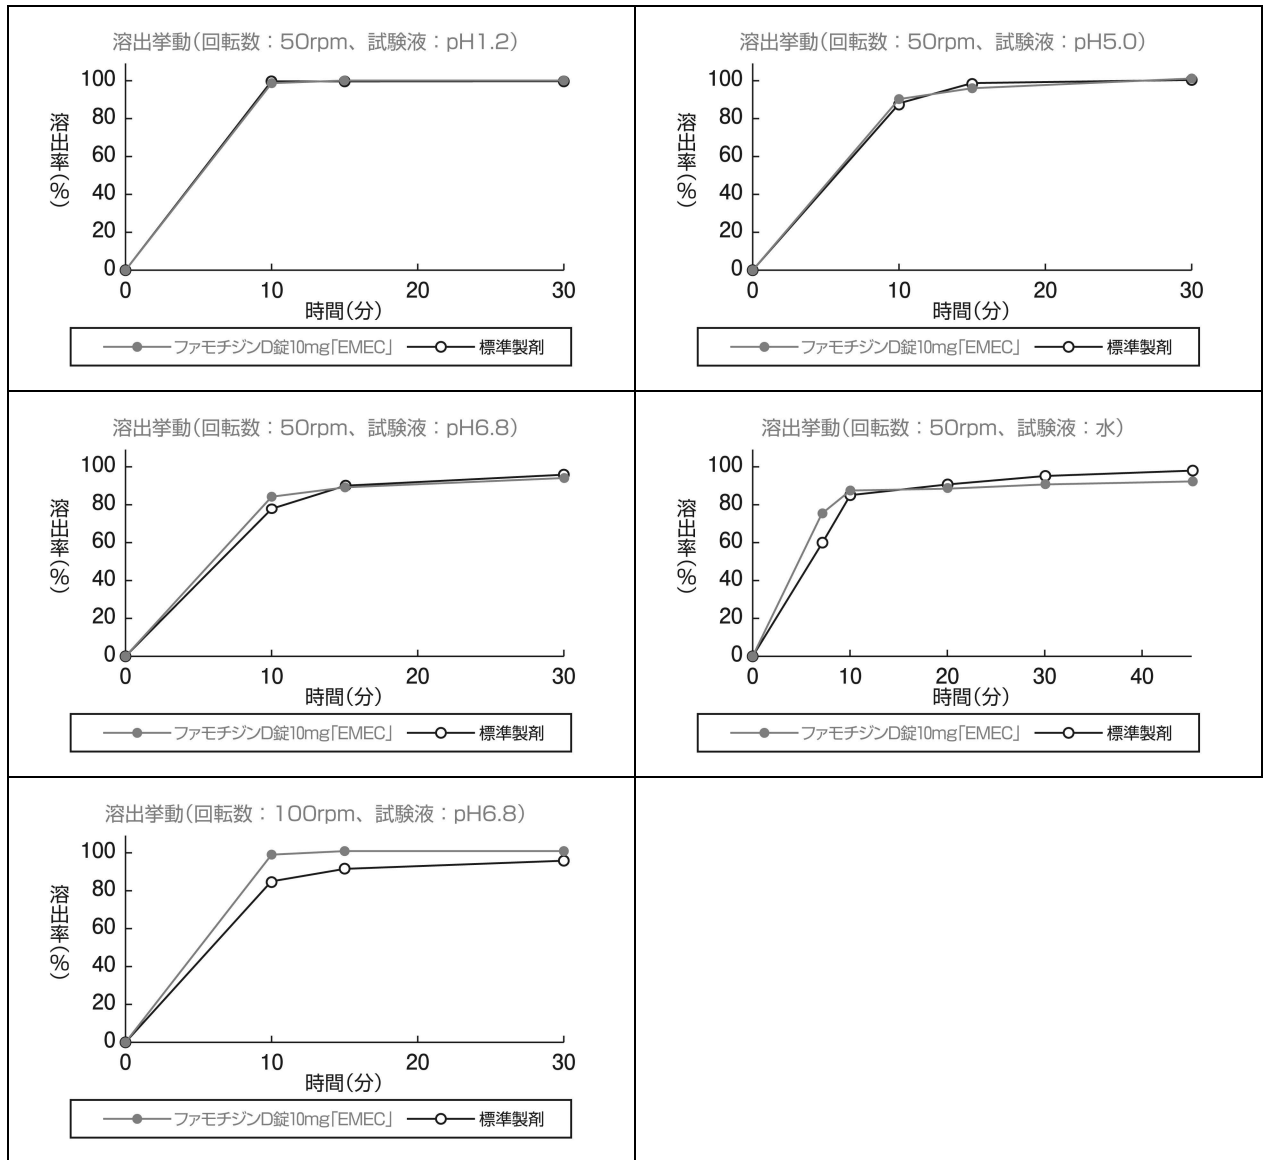 溶出挙動(回転数：50rpm、試験液：pH1.2)
溶出率(%)
100
80
60
40
20
0
0 10 20 30
時間(分)
ファモチジンD錠10mg「EMEC」 標準製剤
溶出挙動(回転数：50rpm、試験液：pH5.0)
溶出率(%)
100
80
60
40
20
0
0 10 20 30
時間(分)
ファモチジンD錠10mg「EMEC」 標準製剤
溶出挙動(回転数：50rpm、試験液：pH6.8)
溶出率(%)
100
80
60
40
20
0
0 10 20 30
時間(分)
ファモチジンD錠10mg「EMEC」 標準製剤
溶出挙動(回転数：50rpm、試験液：水)
溶出率(%)
100
80
60
40
20
0
0 10 20 30 40
時間(分)
ファモチジンD錠10mg「EMEC」 標準製剤
溶出挙動(回転数：100rpm、試験液：pH6.8)
溶出率(%)
100
80
60
40
20
0
0 10 20 30
時間(分)
ファモチジンD錠10mg「EMEC」 標準製剤